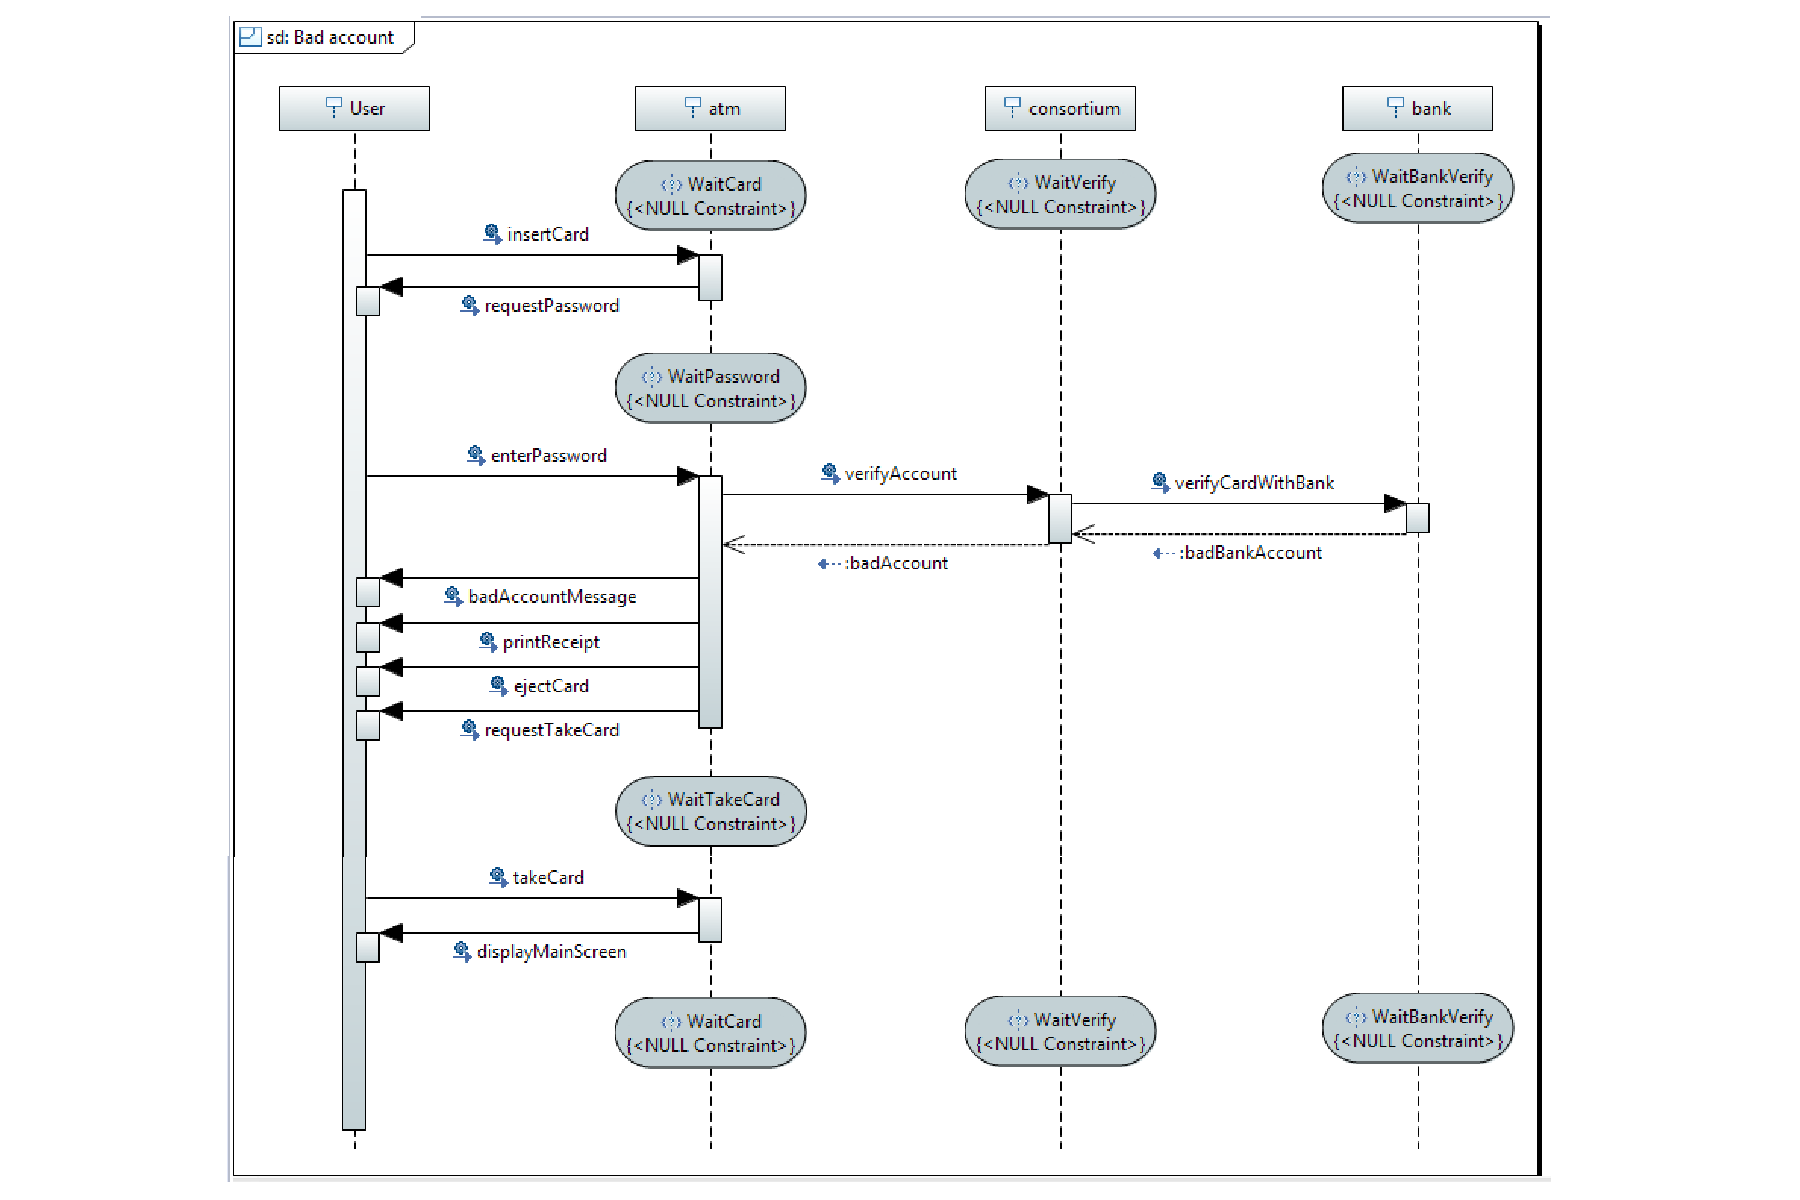 sd: Bad account
User
atm
consortium
bank
WaitCard
{<NULL Constraint>}
WaitVerify
{<NULL Constraint>}
WaitBankVerify
{<NULL Constraint>}
insertCard
requestPassword
WaitPassword
{<NULL Constraint>}
enterPassword
verifyAccount
verifyCardWithBank
:badBankAccount
:badAccount
badAccountMessage
printReceipt
ejectCard
requestTakeCard
WaitTakeCard
{<NULL Constraint>}
takeCard
displayMainScreen
WaitCard
{<NULL Constraint>}
WaitVerify
{<NULL Constraint>}
WaitBankVerify
{<NULL Constraint>}